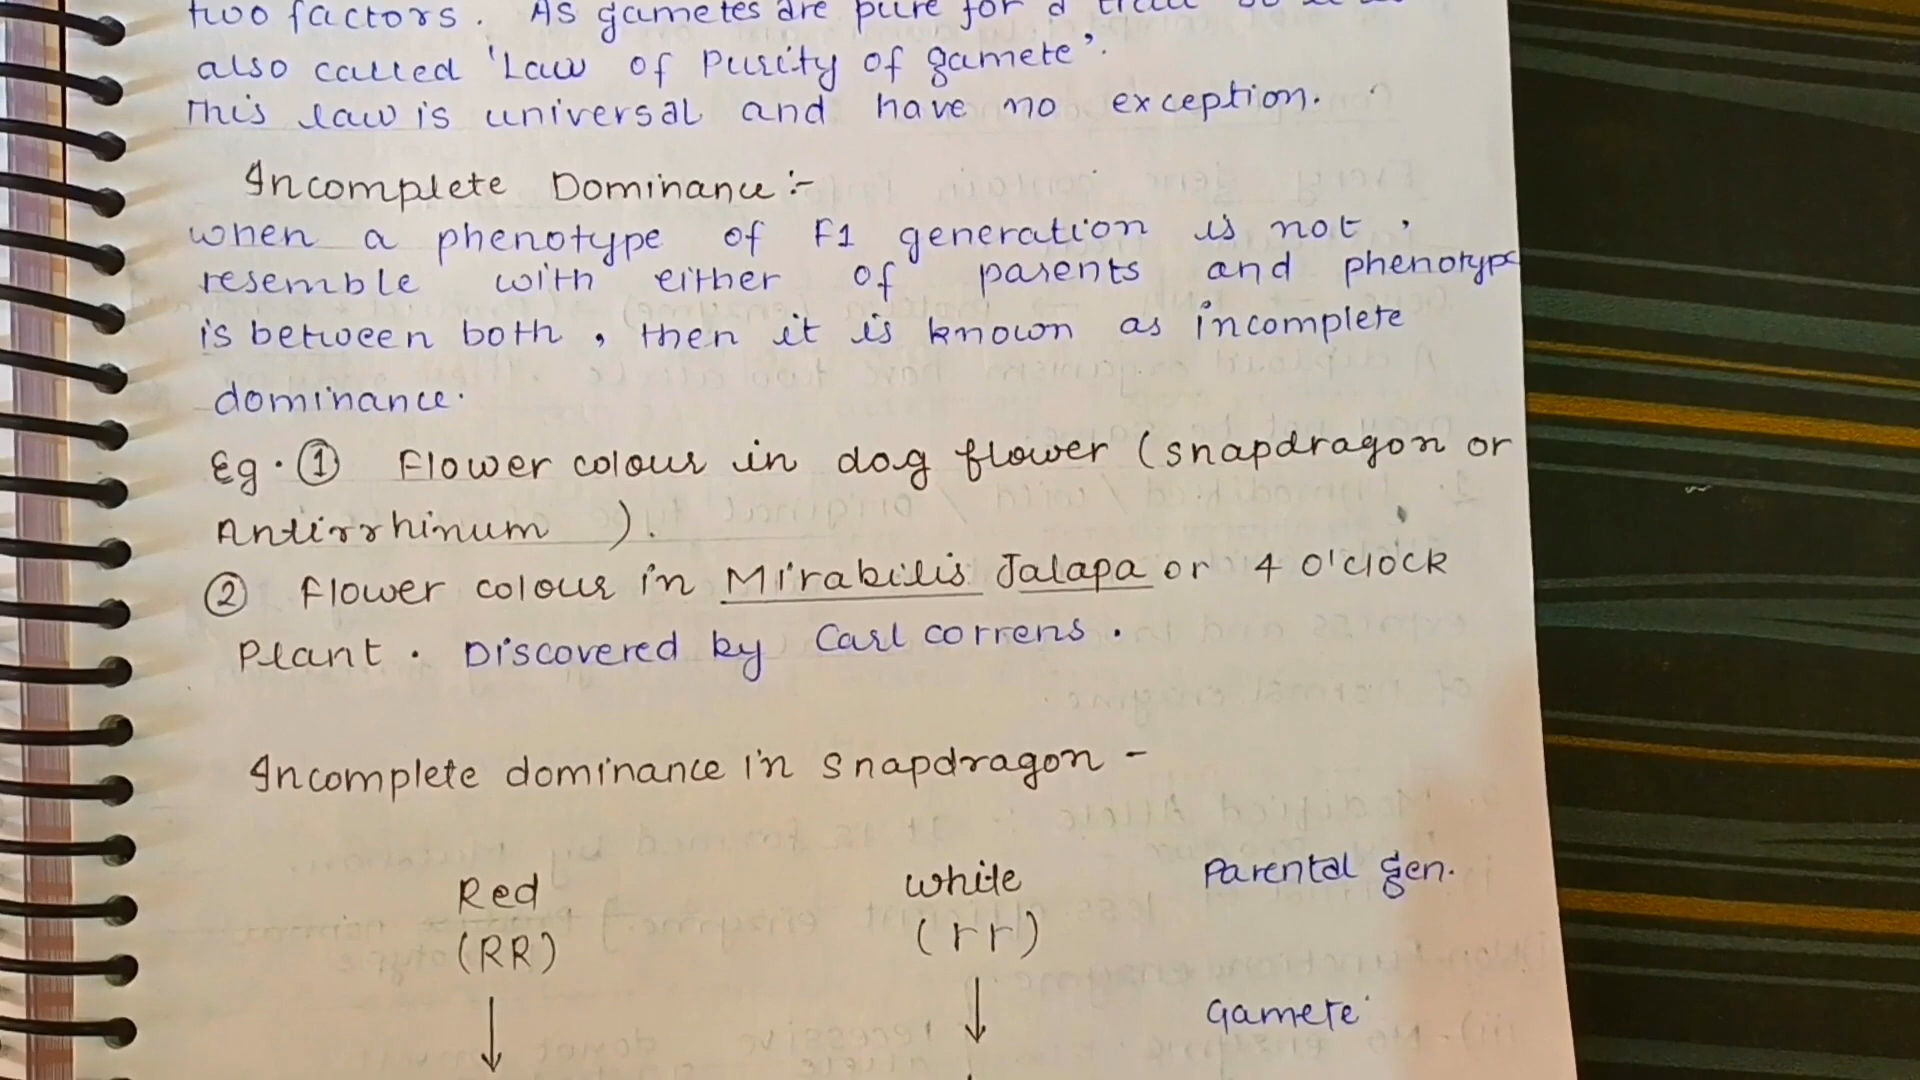 two factors. As gametes are pure for a
also called 'Law of Purity of gamete'.
This law is universal and have no exception.
Incomplete Dominance :-
when a phenotype of F1 generation is not
resemble with either of parents and phenotype
is between both, then it is known as incomplete
dominance.
Eg. ① Flower colour in dog flower (snapdragon or
Antirrhinum ).
② Flower colour in Mirabilis Jalapa or 4 o'clock
Plant. Discovered by Carl correns.
Incomplete dominance in snapdragon -
Red white Parental gen.
(RR) (rr)
Gamete